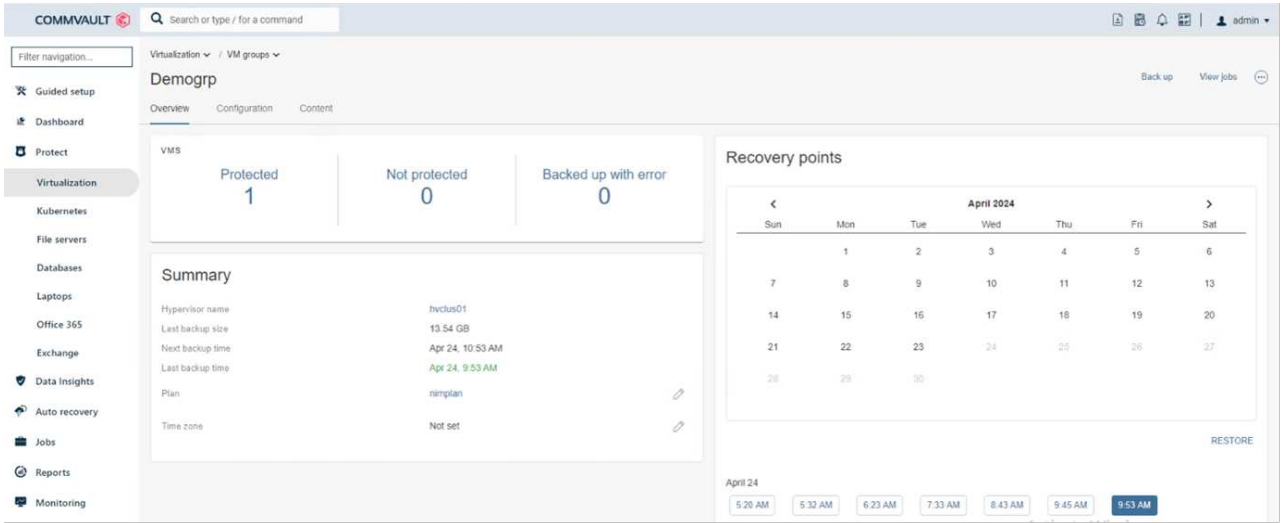 COMMVAULT
Search or type / for a command
admin
Filter navigation...
Guided setup
Dashboard
Protect
Virtualization
Kubernetes
File servers
Databases
Laptops
Office 365
Exchange
Data Insights
Auto recovery
Jobs
Reports
Monitoring
Virtualization / VM groups
Demogrp
Back up View jobs
Overview Configuration Content
VMS
Protected Not protected Backed up with error
1 0 0
Summary
Hypervisor name hvclus01
Last backup size 13.54 GB
Next backup time Apr 24, 10:53 AM
Last backup time Apr 24, 9:53 AM
Plan nimplan
Time zone Not set
Recovery points
April 2024
Sun Mon Tue Wed Thu Fri Sat
1 2 3 4 5 6
7 8 9 10 11 12 13
14 15 16 17 18 19 20
21 22 23 24 25 26 27
28 29 30
RESTORE
April 24
5:20 AM 5:32 AM 6:23 AM 7:33 AM 8:43 AM 9:45 AM 9:53 AM